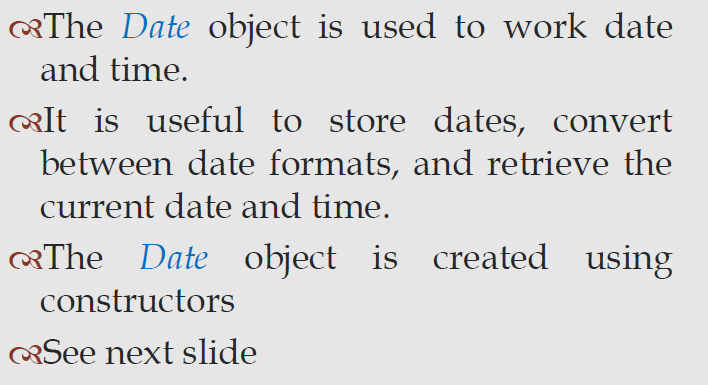 The Date object is used to work date
and time.
It is useful to store dates, convert
between date formats, and retrieve the
current date and time.
The Date object is created using
constructors
See next slide